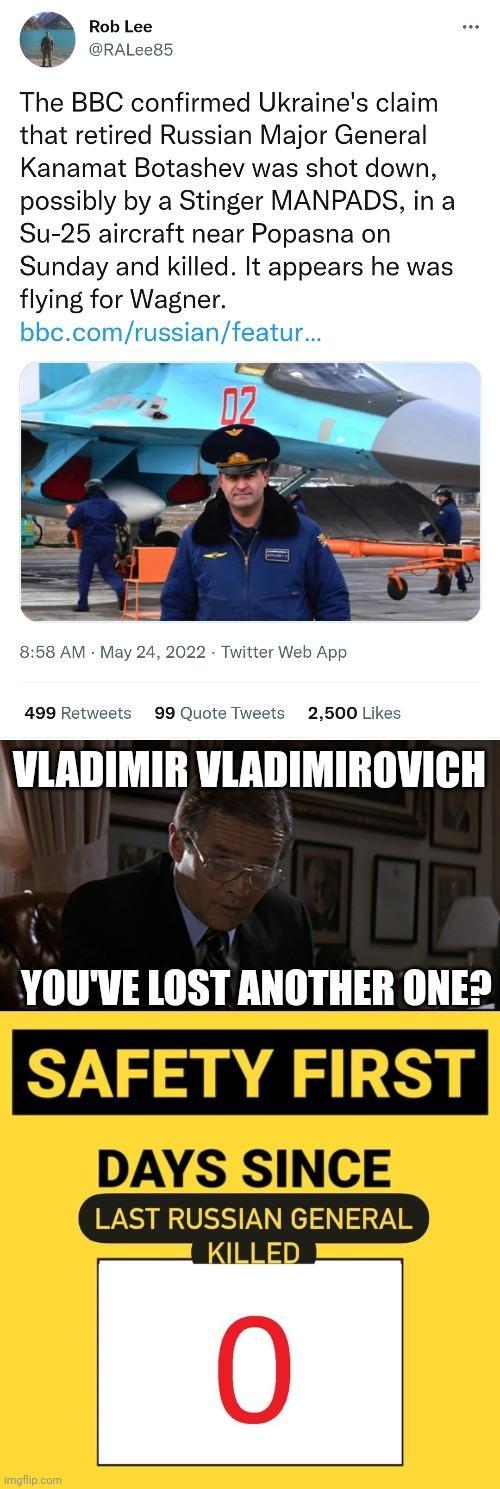 Rob Lee
@RALee85
The BBC confirmed Ukraine's claim
that retired Russian Major General
Kanamat Botashev was shot down,
possibly by a Stinger MANPADS, in a
Su-25 aircraft near Popasna on
Sunday and killed. It appears he was
flying for Wagner.
bbc.com/russian/featur...
02
8:58 AM · May 24, 2022 · Twitter Web App
499 Retweets 99 Quote Tweets 2,500 Likes
VLADIMIR VLADIMIROVICH
YOU'VE LOST ANOTHER ONE?
SAFETY FIRST
DAYS SINCE
LAST RUSSIAN GENERAL
KILLED
0
imgflip.com